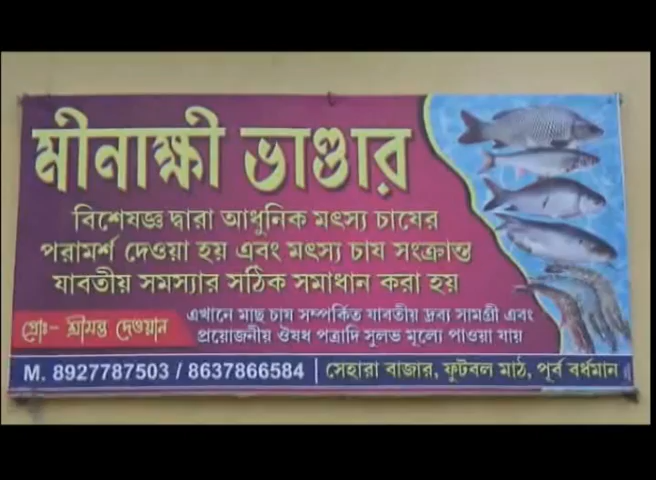 মীনাক্ষী ভাণ্ডার
বিশেষজ্ঞ দ্বারা আধুনিক মৎস্য চাষের
পরামর্শ দেওয়া হয় এবং মৎস্য চাষ সংক্রান্ত
যাবতীয় সমস্যার সঠিক সমাধান করা হয়
প্রোঃ- শ্রীমন্ত দেওয়ান
এখানে মাছ চাষ সম্পর্কিত যাবতীয় দ্রব্য সামগ্রী এবং
প্রয়োজনীয় ঔষধ পত্রাদি সুলভ মূল্যে পাওয়া যায়
M. 8927787503 / 8637866584 | সেহারা বাজার, ফুটবল মাঠ, পূর্ব বর্ধমান